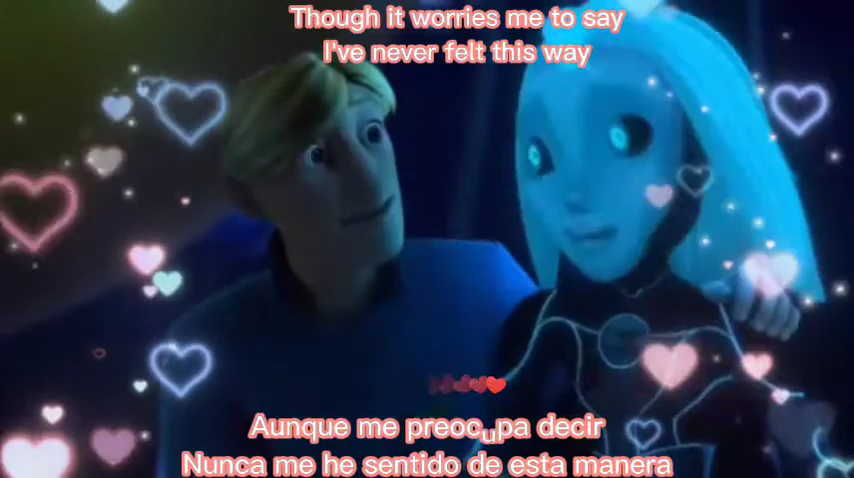 Though it worries me to say
I've never felt this way
Aunque me preocupa decir
Nunca me he sentido de esta manera